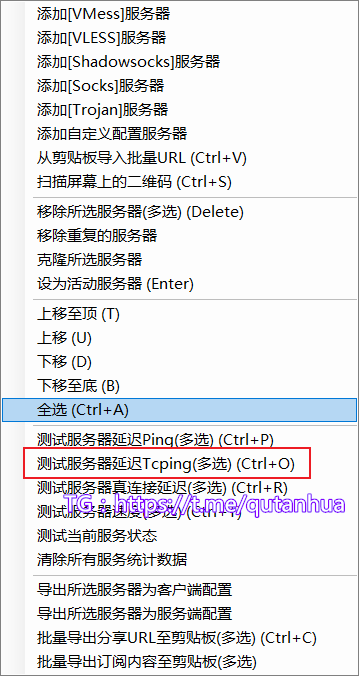 添加[VMess]服务器
添加[VLESS]服务器
添加[Shadowsocks]服务器
添加[Socks]服务器
添加[Trojan]服务器
添加自定义配置服务器
从剪贴板导入批量URL (Ctrl+V)
扫描屏幕上的二维码 (Ctrl+S)
移除所选服务器(多选) (Delete)
移除重复的服务器
克隆所选服务器
设为活动服务器 (Enter)
上移至顶 (T)
上移 (U)
下移 (D)
下移至底 (B)
全选 (Ctrl+A)
测试服务器延迟Ping(多选) (Ctrl+P)
测试服务器延迟Tcping(多选) (Ctrl+O)
测试服务器真连接延迟(多选) (Ctrl+R)
TG：https://t.me/qutanhua
测试服务器速度(多选) (Ctrl+T)
测试当前服务状态
清除所有服务统计数据
导出所选服务器为客户端配置
导出所选服务器为服务端配置
批量导出分享URL至剪贴板(多选) (Ctrl+C)
批量导出订阅内容至剪贴板(多选)